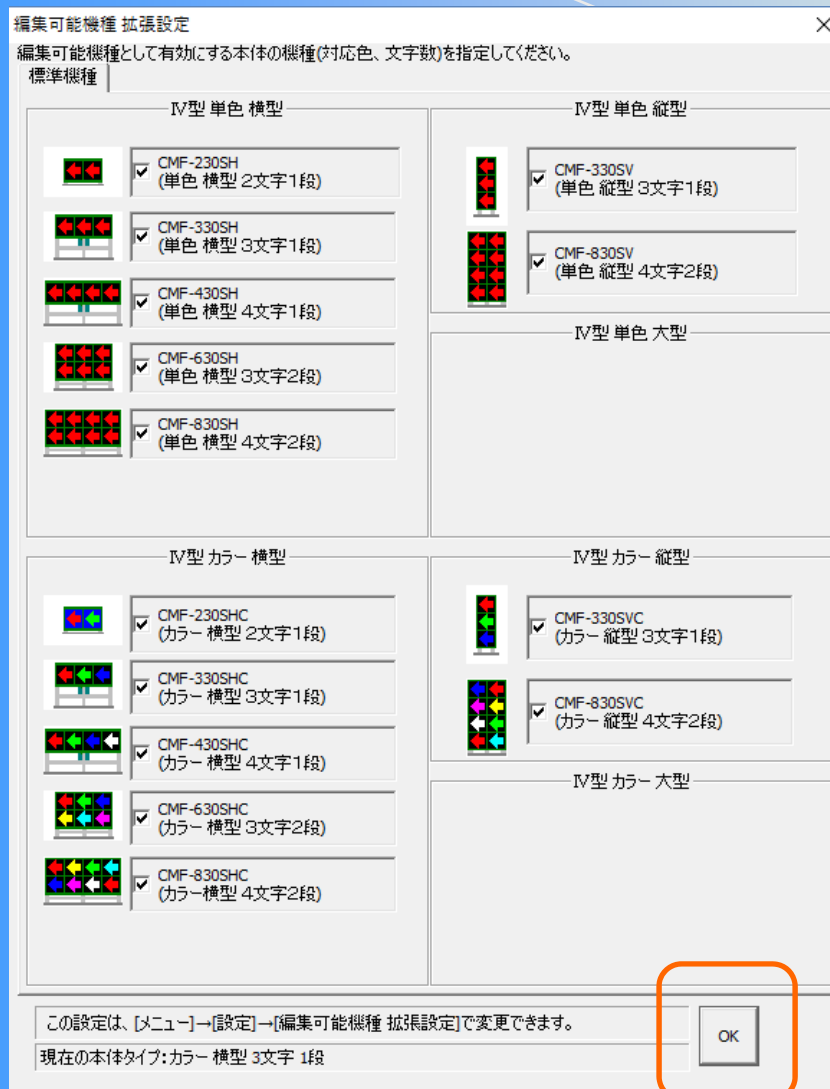 編集可能機種 拡張設定
編集可能機種として有効にする本体の機種(対応色、文字数)を指定してください。
標準機種
Ⅳ型 単色 横型
CMF-230SH
(単色 横型 2文字1段)
CMF-330SH
(単色 横型 3文字1段)
CMF-430SH
(単色 横型 4文字1段)
CMF-630SH
(単色 横型 3文字2段)
CMF-830SH
(単色 横型 4文字2段)
Ⅳ型 単色 縦型
CMF-330SV
(単色 縦型 3文字1段)
CMF-830SV
(単色 縦型 4文字2段)
Ⅳ型 単色 大型
Ⅳ型 カラー 横型
CMF-230SHC
(カラー 横型 2文字1段)
CMF-330SHC
(カラー 横型 3文字1段)
CMF-430SHC
(カラー 横型 4文字1段)
CMF-630SHC
(カラー 横型 3文字2段)
CMF-830SHC
(カラー横型 4文字2段)
Ⅳ型 カラー 縦型
CMF-330SVC
(カラー 縦型 3文字1段)
CMF-830SVC
(カラー 縦型 4文字2段)
Ⅳ型 カラー 大型
この設定は、[メニュー]→[設定]→[編集可能機種 拡張設定]で変更できます。
現在の本体タイプ:カラー 横型 3文字 1段
OK